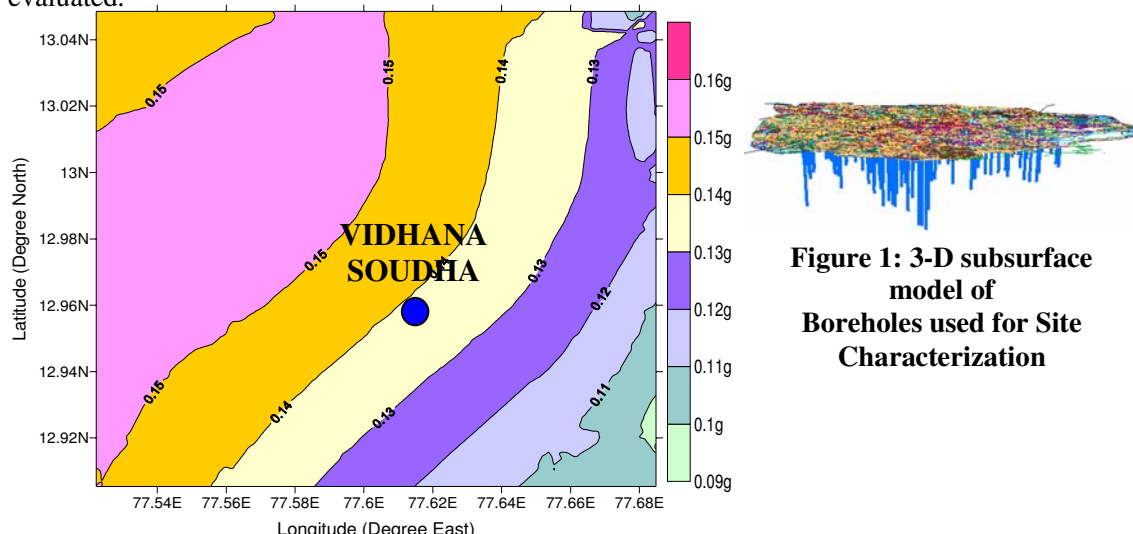 evaluated.
13.04N
13.02N
13N
12.98N
12.96N
12.94N
12.92N
Latitude (Degree North)
77.54E 77.56E 77.58E 77.6E 77.62E 77.64E 77.66E 77.68E
Longitude (Degree East)
0.15
0.15
0.14
0.13
0.15
0.14
0.13
0.12
0.15
0.14
0.13
0.11
VIDHANA
SOUDHA
0.16g
0.15g
0.14g
0.13g
0.12g
0.11g
0.1g
0.09g
Figure 1: 3-D subsurface
model of
Boreholes used for Site
Characterization